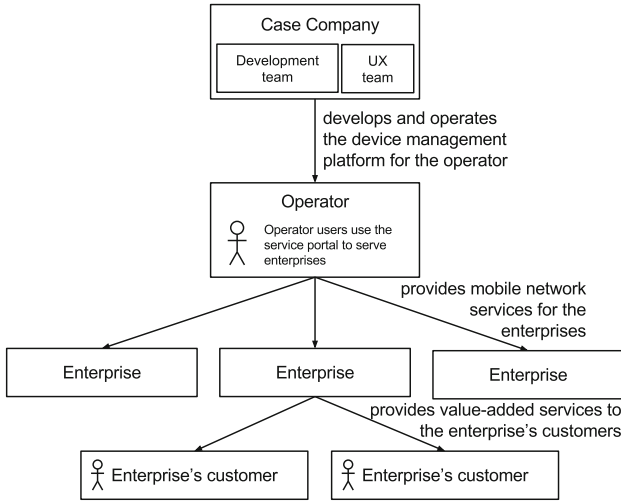 Case Company
Development
team
UX
team
develops and operates
the device management
platform for the operator
Operator
Operator users use the
service portal to serve
enterprises
provides mobile network
services for the
enterprises
Enterprise
Enterprise
Enterprise
provides value-added services to
the enterprise's customers
Enterprise's customer
Enterprise's customer